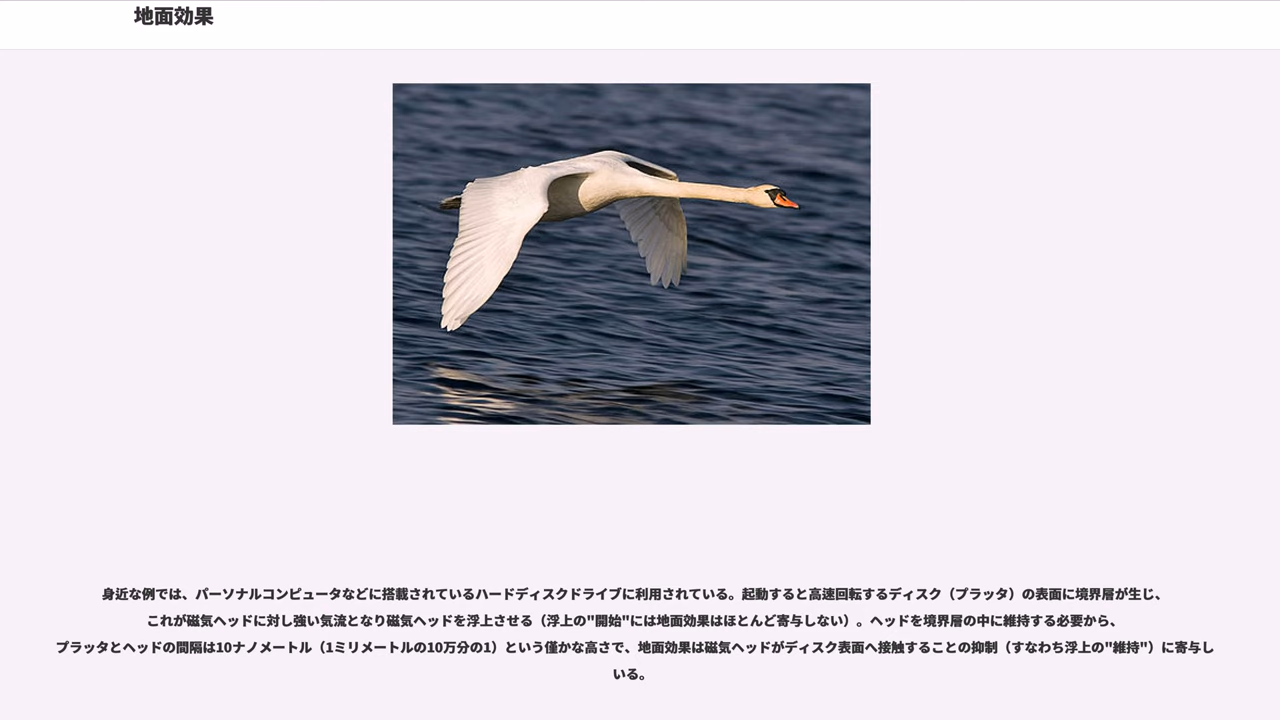 地面効果
身近な例では、パーソナルコンピュータなどに搭載されているハードディスクドライブに利用されている。起動すると高速回転するディスク（プラッタ）の表面に境界層が生じ、
これが磁気ヘッドに対し強い気流となり磁気ヘッドを浮上させる（浮上の"開始"には地面効果はほとんど寄与しない）。ヘッドを境界層の中に維持する必要から、
プラッタとヘッドの間隔は10ナノメートル（1ミリメートルの10万分の1）という僅かな高さで、地面効果は磁気ヘッドがディスク表面へ接触することの抑制（すなわち浮上の"維持"）に寄与し
いる。